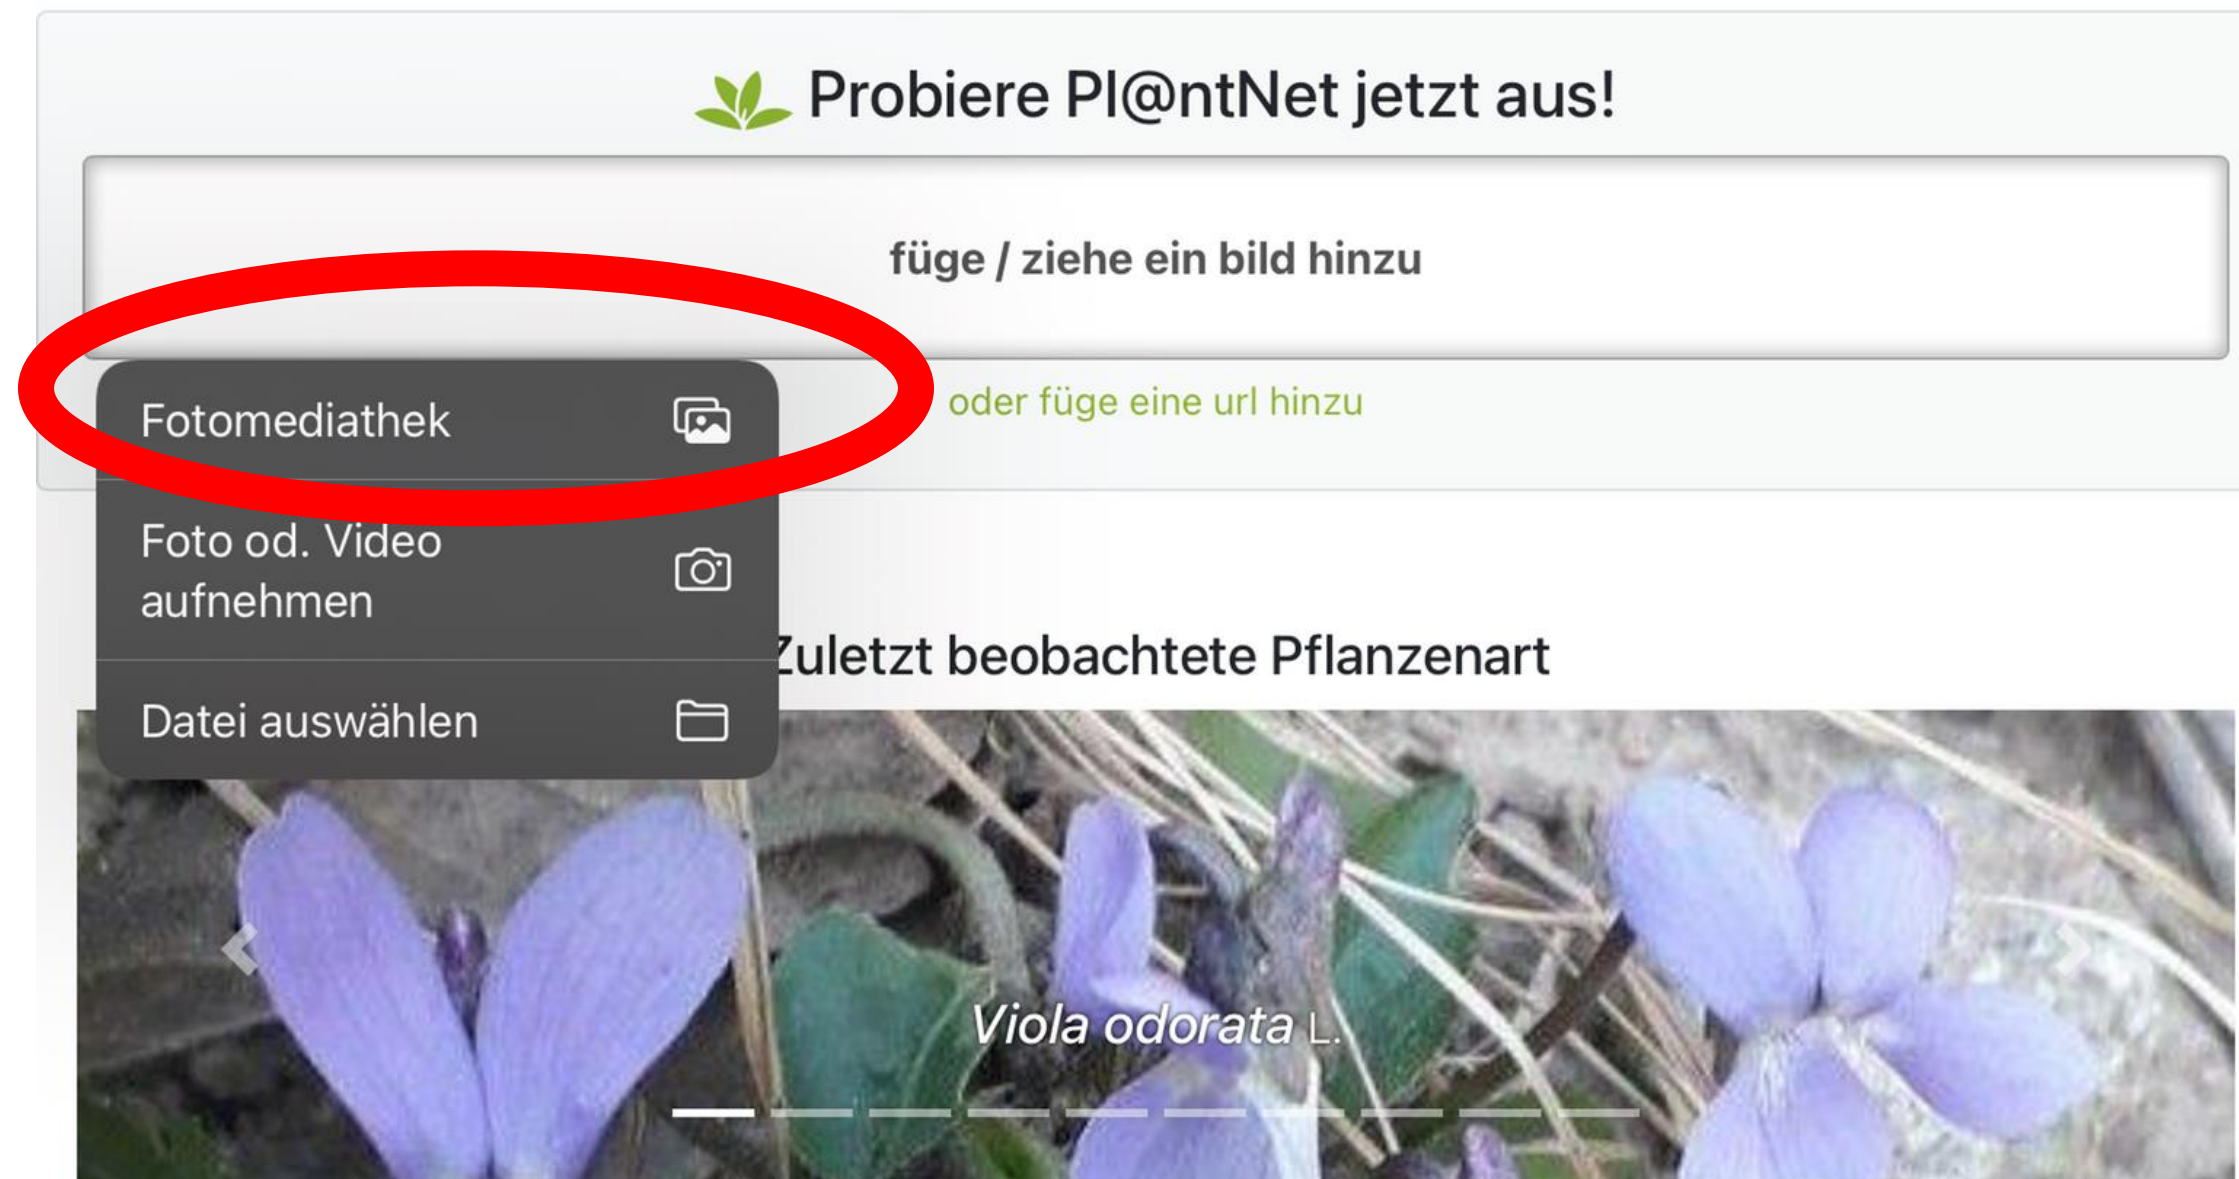 Probiere Pl@ntNet jetzt aus!
füge / ziehe ein bild hinzu
oder füge eine url hinzu
Fotomediathek
Foto od. Video
aufnehmen
Datei auswählen
Zuletzt beobachtete Pflanzenart
Viola odorata L.